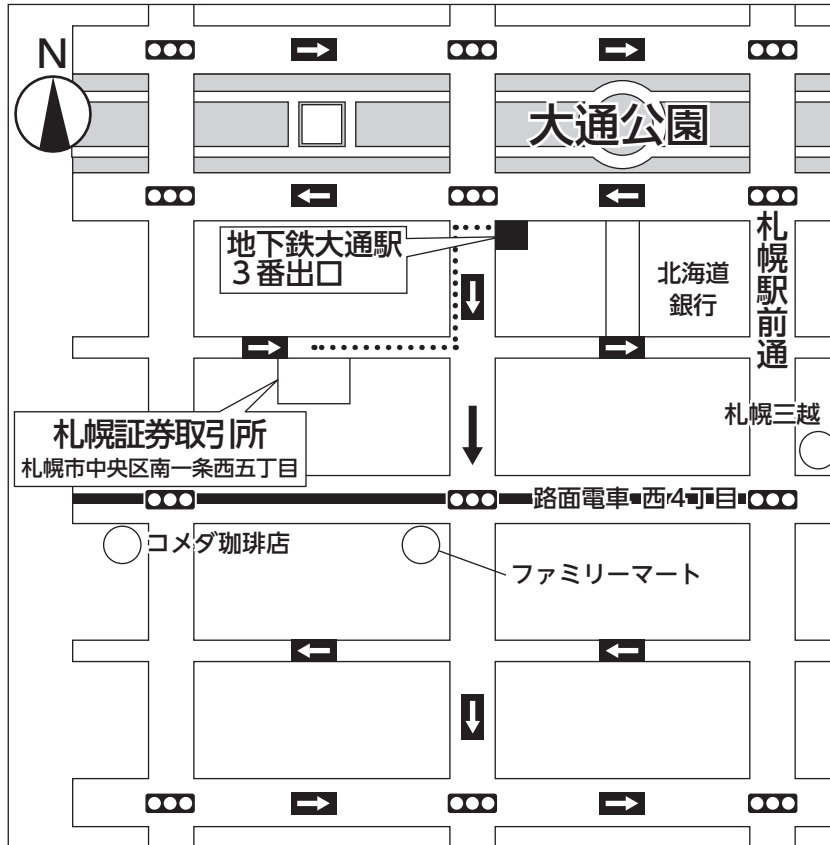 N
大通公園
地下鉄大通駅
3番出口
北海道
銀行
札幌駅前通
札幌証券取引所
札幌市中央区南一条西五丁目
札幌三越
路面電車 西4丁目
コメダ珈琲店
ファミリーマート